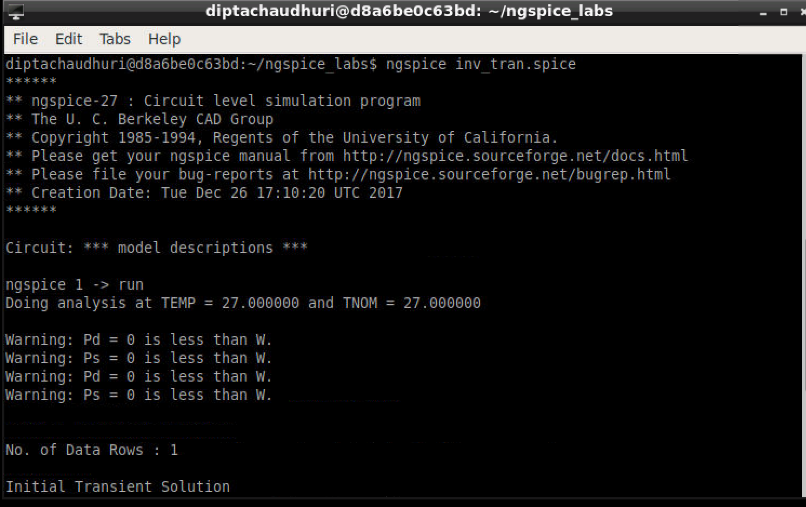 diptachaudhuri@d8a6be0c63bd: ~/ngspice_labs
File Edit Tabs Help
diptachaudhuri@d8a6be0c63bd:~/ngspice_labs$ ngspice inv_tran.spice
******
** ngspice-27 : Circuit level simulation program
** The U. C. Berkeley CAD Group
** Copyright 1985-1994, Regents of the University of California.
** Please get your ngspice manual from http://ngspice.sourceforge.net/docs.html
** Please file your bug-reports at http://ngspice.sourceforge.net/bugrep.html
** Creation Date: Tue Dec 26 17:10:20 UTC 2017
******
Circuit: *** model descriptions ***
ngspice 1 -> run
Doing analysis at TEMP = 27.000000 and TNOM = 27.000000
Warning: Pd = 0 is less than W.
Warning: Ps = 0 is less than W.
Warning: Pd = 0 is less than W.
Warning: Ps = 0 is less than W.
No. of Data Rows : 1
Initial Transient Solution